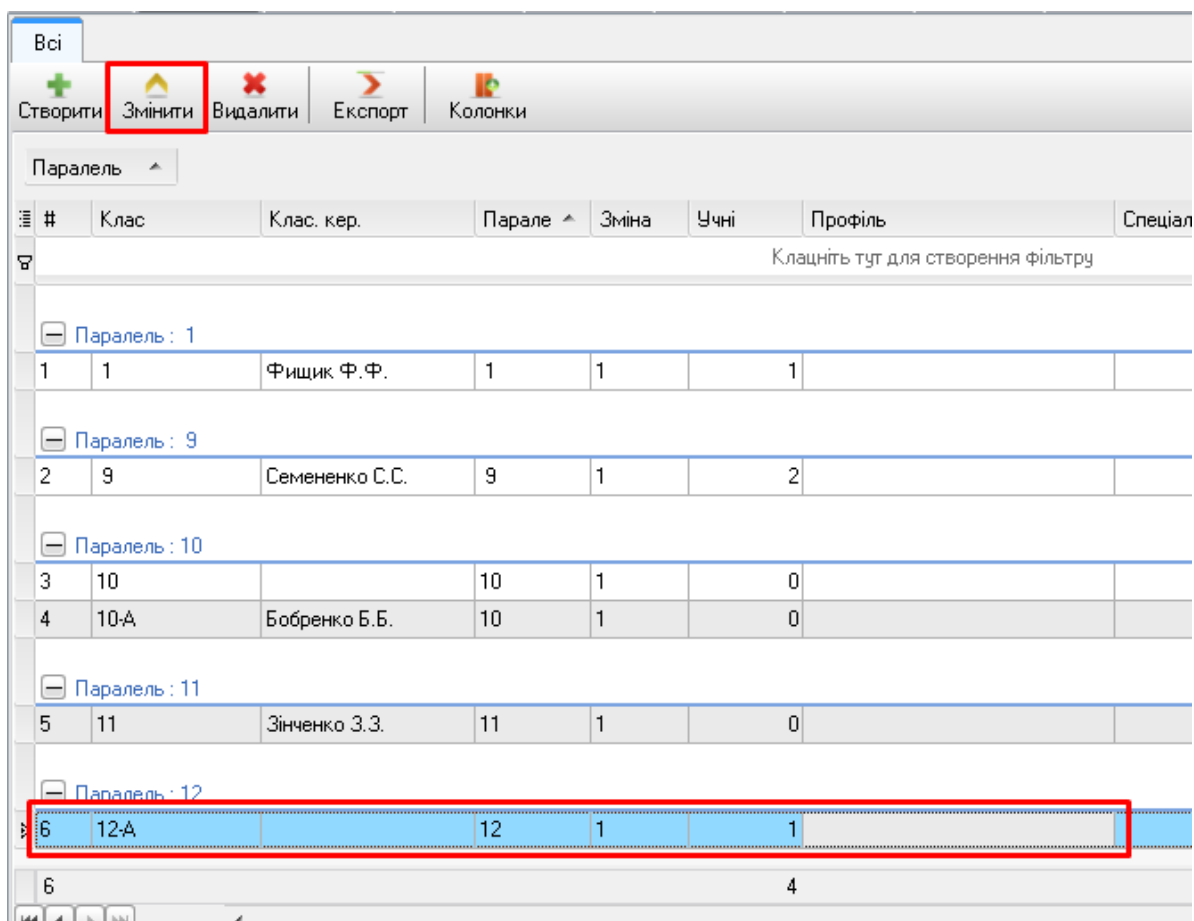 Всі
Створити Змінити Видалити Експорт Колонки
Паралель
# Клас Клас. кер. Парале Зміна Учні Профіль Спеціал
Клацніть тут для створення фільтру
Паралель : 1
1 1 Фищик Ф.Ф. 1 1 1
Паралель : 9
2 9 Семененко С.С. 9 1 2
Паралель : 10
3 10 10 1 0
4 10-А Бобренко Б.Б. 10 1 0
Паралель : 11
5 11 Зінченко З.З. 11 1 0
Паралель : 12
6 12-А 12 1 1
6 4